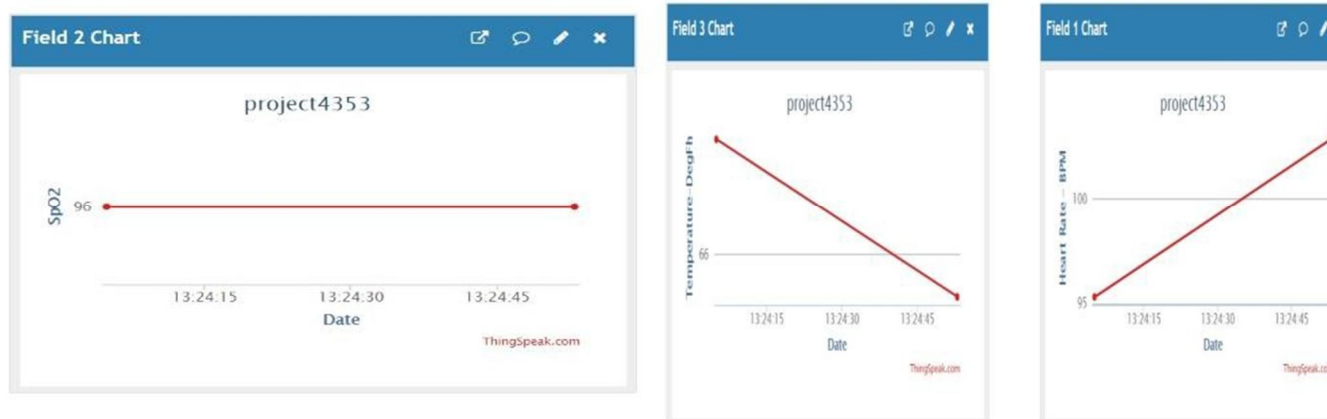 Field 2 Chart
project4353
SpO2
96
13:24:15 13:24:30 13:24:45
Date
ThingSpeak.com
Field 3 Chart
project4353
Temperature-DegFh
66
13:24:15 13:24:30 13:24:45
Date
ThingSpeak.com
Field 1 Chart
project4353
Heart Rate - BPM
100
95
13:24:15 13:24:30 13:24:45
Date
ThingSpeak.co